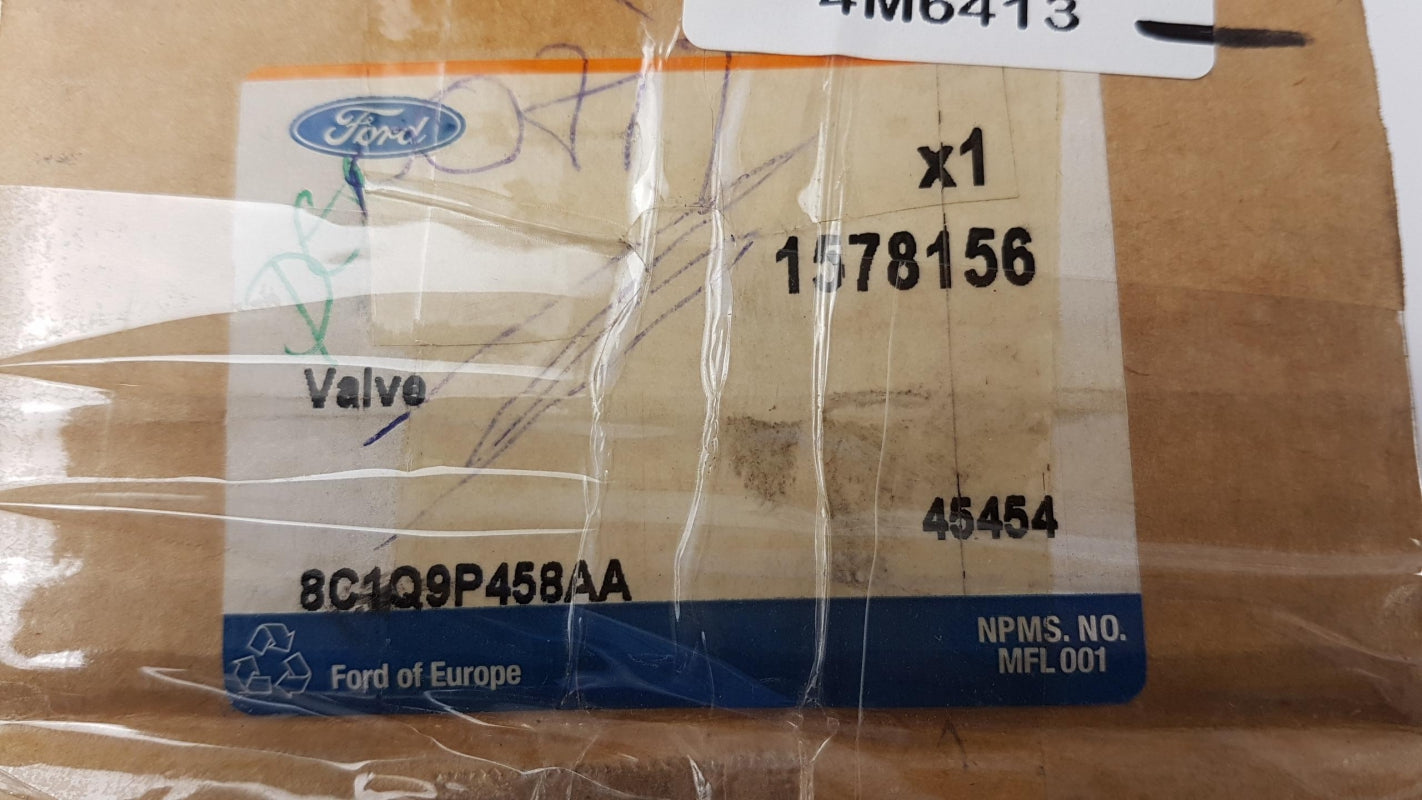 4M6413
Ford
x1
1578156
Valve
45454
8C1Q9P458AA
NPMS. NO.
MFL 001
Ford of Europe